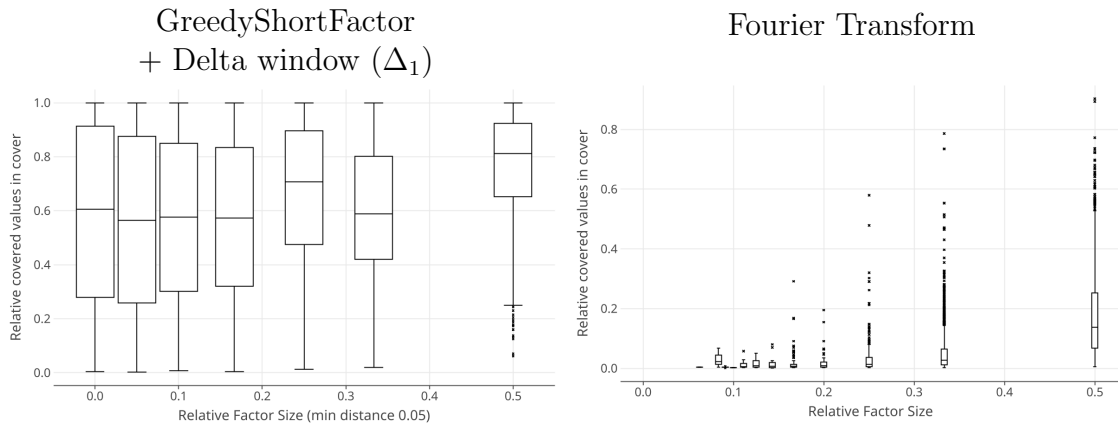 GreedyShortFactor
+ Delta window (Δ₁)
Fourier Transform
Relative covered values in cover
1.0
0.8
0.6
0.4
0.2
0.0
0.0 0.1 0.2 0.3 0.4 0.5
Relative Factor Size (min distance 0.05)
Relative covered values in cover
0.8
0.6
0.4
0.2
0.0
0.0 0.1 0.2 0.3 0.4 0.5
Relative Factor Size